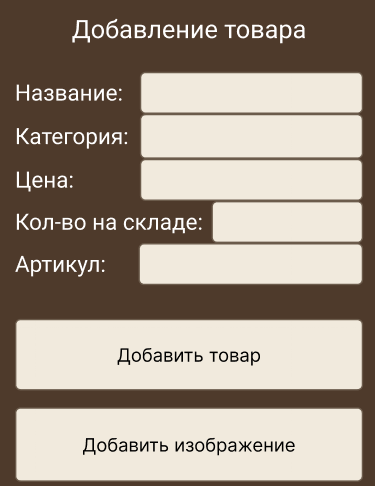 Добавление товара
Название:
Категория:
Цена:
Кол-во на складе:
Артикул:
Добавить товар
Добавить изображение